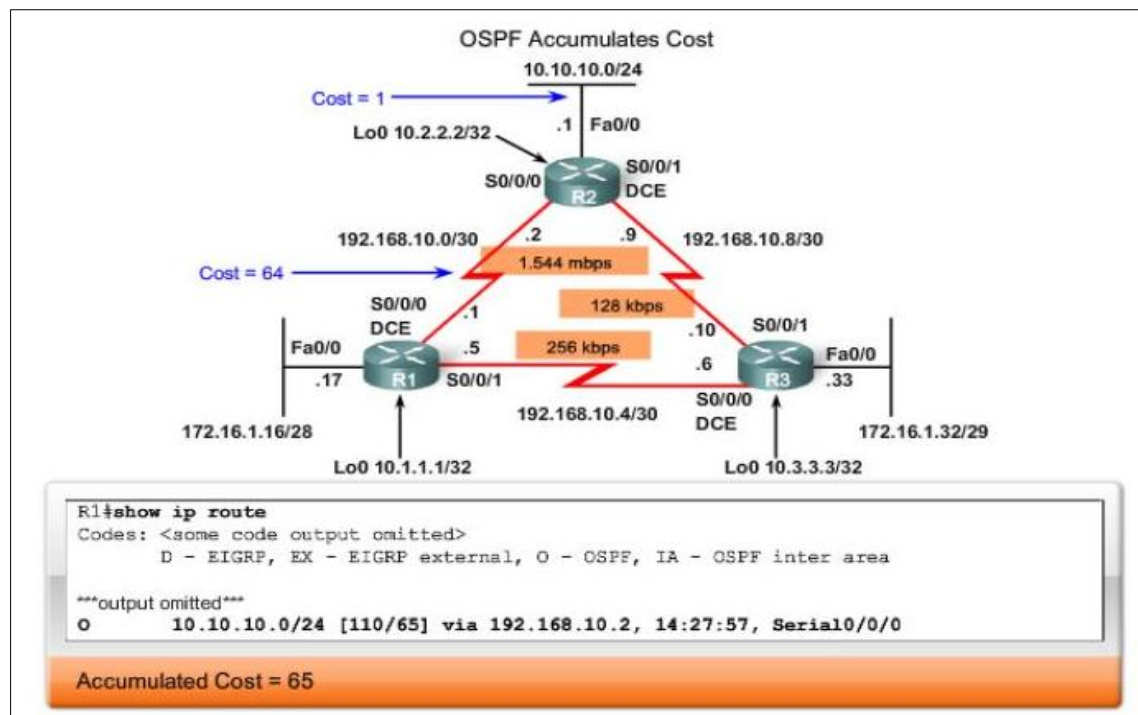 OSPF Accumulates Cost
10.10.10.0/24
Cost = 1
.1 Fa0/0
Lo0 10.2.2.2/32
S0/0/0
S0/0/1
DCE
R2
192.168.10.0/30
.2
.9
192.168.10.8/30
1.544 mbps
Cost = 64
S0/0/0
DCE
.1
128 kbps
.10
S0/0/1
Fa0/0
.17
R1
.5
S0/0/1
256 kbps
.6
R3
Fa0/0
.33
192.168.10.4/30
S0/0/0
DCE
172.16.1.16/28
172.16.1.32/29
Lo0 10.1.1.1/32
Lo0 10.3.3.3/32
R1#show ip route
Codes: <some code output omitted>
D - EIGRP, EX - EIGRP external, O - OSPF, IA - OSPF inter area
***output omitted***
O 10.10.10.0/24 [110/65] via 192.168.10.2, 14:27:57, Serial0/0/0
Accumulated Cost = 65